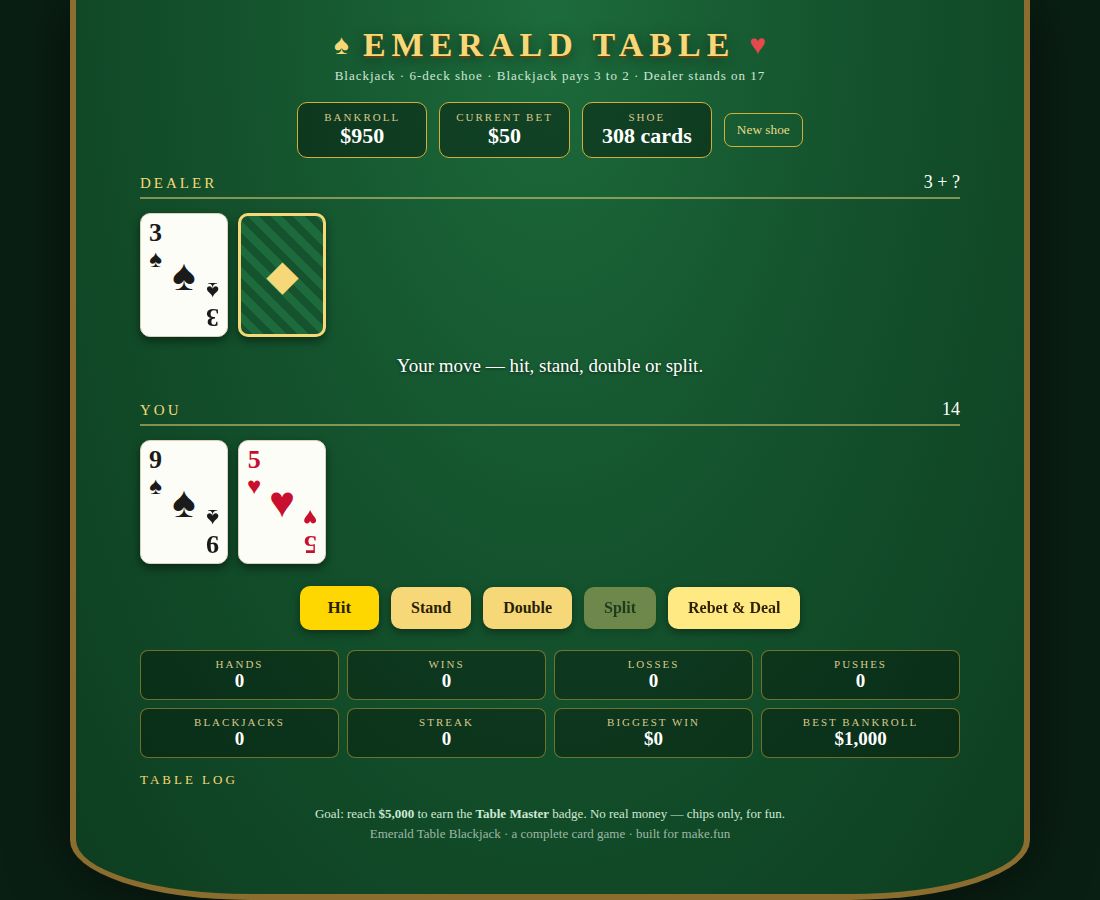 ♠ EMERALD TABLE ♥
Blackjack · 6-deck shoe · Blackjack pays 3 to 2 · Dealer stands on 17
BANKROLL
$950
CURRENT BET
$50
SHOE
308 cards
New shoe
DEALER 3 + ?
3
♠
♠
♠
3
◆
Your move — hit, stand, double or split.
YOU 14
9
♠
♠
♠
9
5
♥
♥
♥
5
Hit Stand Double Split Rebet & Deal
HANDS
0
WINS
0
LOSSES
0
PUSHES
0
BLACKJACKS
0
STREAK
0
BIGGEST WIN
$0
BEST BANKROLL
$1,000
TABLE LOG
Goal: reach $5,000 to earn the Table Master badge. No real money — chips only, for fun.
Emerald Table Blackjack · a complete card game · built for make.fun